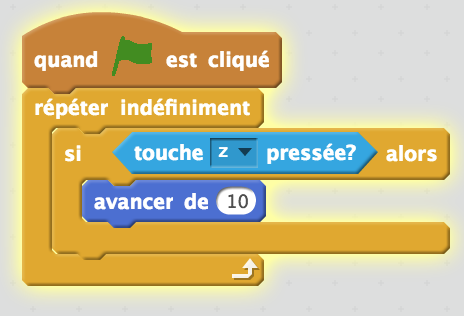 quand est cliqué
répéter indéfiniment
si touche z pressée? alors
avancer de 10